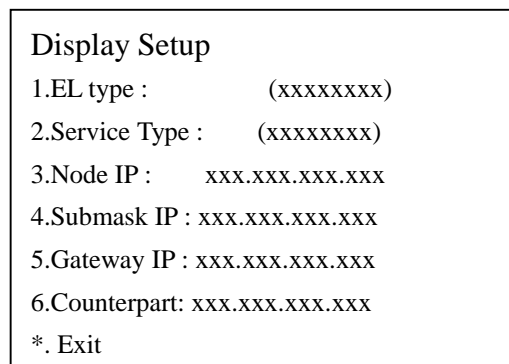 Display Setup
1.EL type : (xxxxxxxx)
2.Service Type : (xxxxxxxx)
3.Node IP : xxx.xxx.xxx.xxx
4.Submask IP : xxx.xxx.xxx.xxx
5.Gateway IP : xxx.xxx.xxx.xxx
6.Counterpart: xxx.xxx.xxx.xxx
*. Exit